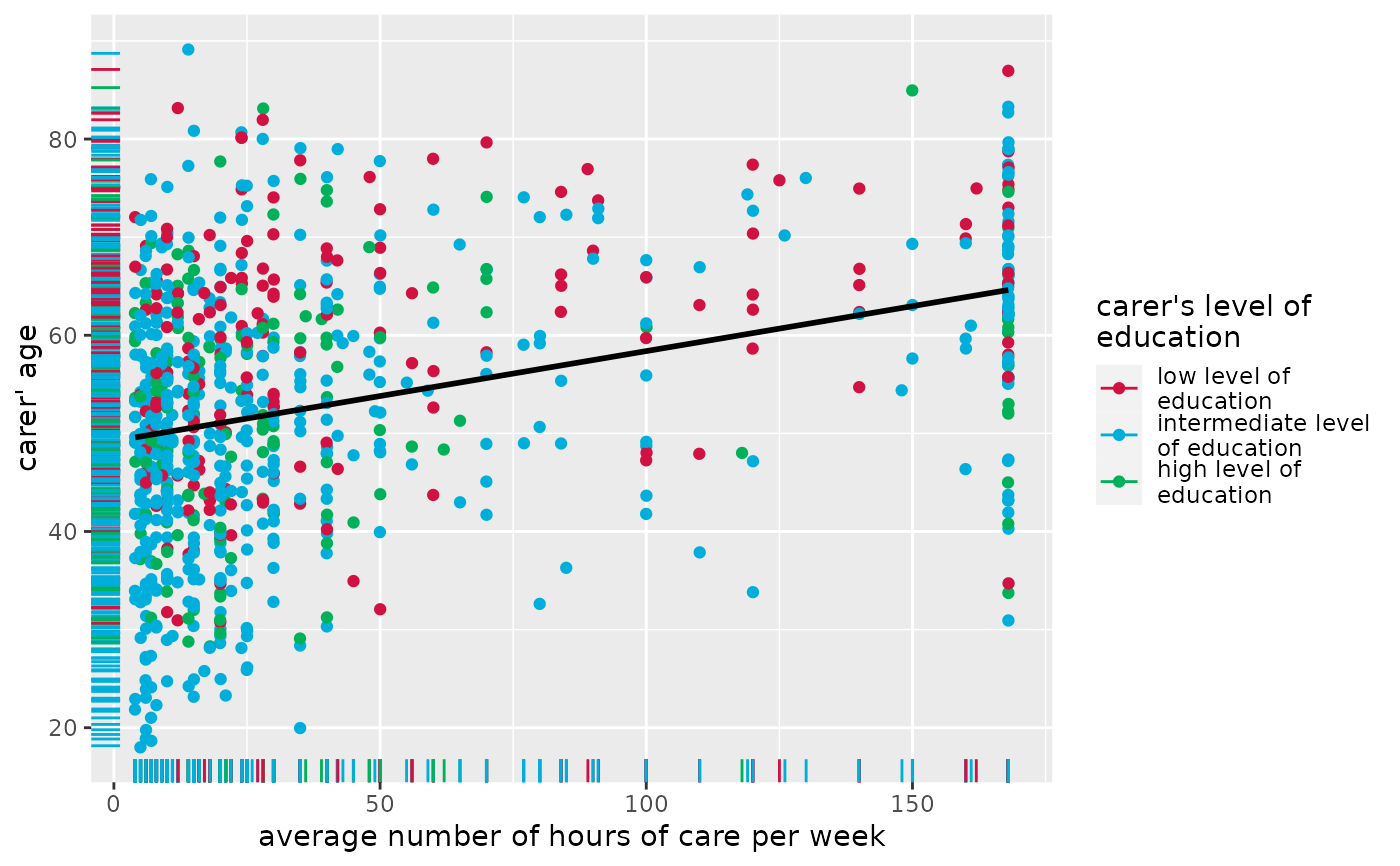 80
60
40
20
0
50
100
150
carer' age
average number of hours of care per week
carer's level of
education
low level of
education
intermediate level
of education
high level of
education